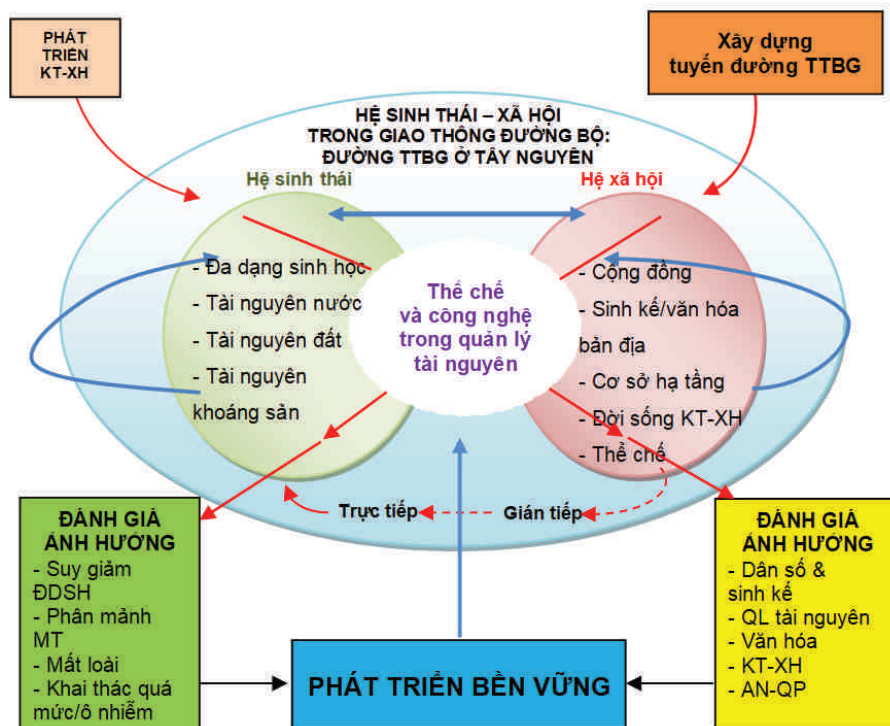 PHÁT
TRIỂN
KT-XH
Xây dựng
tuyến đường TTBG
HỆ SINH THÁI – XÃ HỘI
TRONG GIAO THÔNG ĐƯỜNG BỘ:
ĐƯỜNG TTBG Ở TÂY NGUYÊN
Hệ sinh thái
Hệ xã hội
- Đa dạng sinh học
- Tài nguyên nước
- Tài nguyên đất
- Tài nguyên
khoáng sản
Thể chế
và công nghệ
trong quản lý
tài nguyên
- Cộng đồng
- Sinh kế/văn hóa
bản địa
- Cơ sở hạ tầng
- Đời sống KT-XH
- Thể chế
Trực tiếp
Gián tiếp
ĐÁNH GIÁ
ẢNH HƯỞNG
- Suy giảm
ĐDSH
- Phân mảnh
MT
- Mất loài
- Khai thác quá
mức/ô nhiễm
PHÁT TRIỂN BỀN VỮNG
ĐÁNH GIÁ
ẢNH HƯỞNG
- Dân số &
sinh kế
- QL tài nguyên
- Văn hóa
- KT-XH
- AN-QP